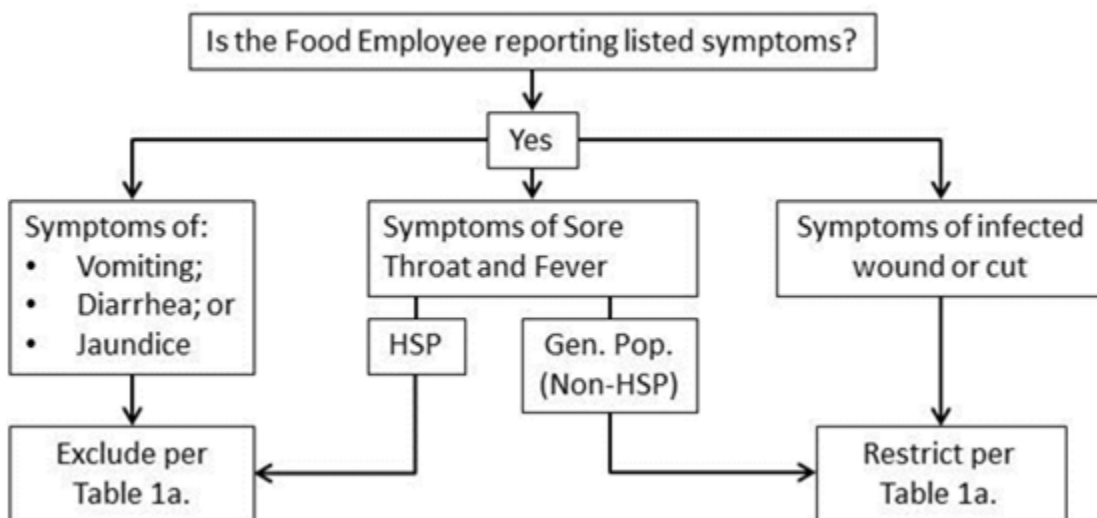 Is the Food Employee reporting listed symptoms?
Yes
Symptoms of:
• Vomiting;
• Diarrhea; or
• Jaundice
Symptoms of Sore
Throat and Fever
Symptoms of infected
wound or cut
HSP
Gen. Pop.
(Non-HSP)
Exclude per
Table 1a.
Restrict per
Table 1a.